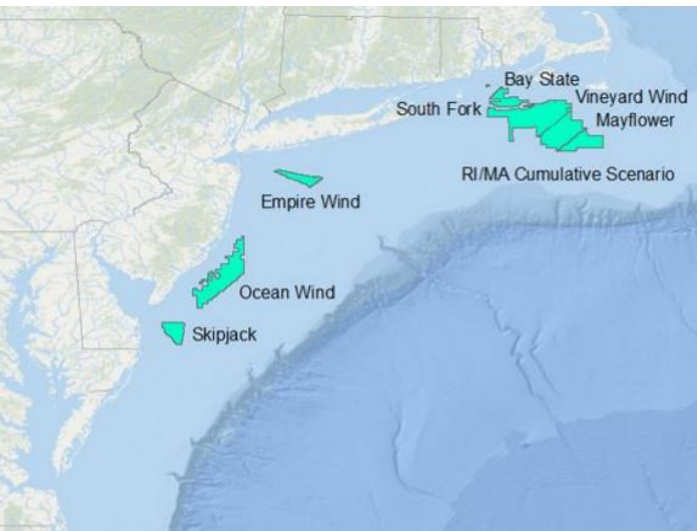 Bay State
South Fork
Vineyard Wind
Mayflower
RI/MA Cumulative Scenario
Empire Wind
Ocean Wind
Skipjack